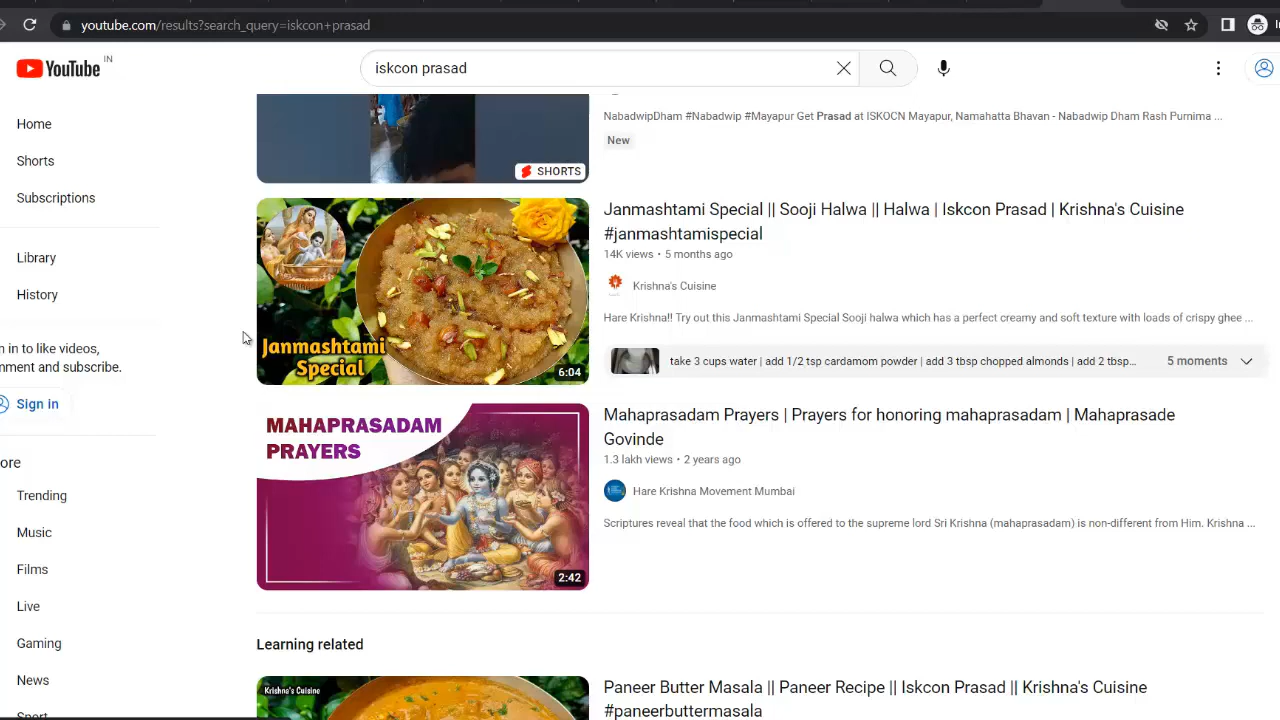 youtube.com/results?search_query=iskcon+prasad
YouTube IN
iskcon prasad
Home
Shorts
Subscriptions
Library
History
n in to like videos,
nment and subscribe.
Sign in
ore
Trending
Music
Films
Live
Gaming
News
SHORTS
NabadwipDham #Nabadwip #Mayapur Get Prasad at ISKOCN Mayapur, Namahatta Bhavan - Nabadwip Dham Rash Purnima ...
New
Janmashtami
Special
6:04
Janmashtami Special || Sooji Halwa || Halwa | Iskcon Prasad | Krishna's Cuisine
#janmashtamispecial
14K views • 5 months ago
Krishna's Cuisine
Hare Krishna!! Try out this Janmashtami Special Sooji halwa which has a perfect creamy and soft texture with loads of crispy ghee ...
take 3 cups water | add 1/2 tsp cardamom powder | add 3 tbsp chopped almonds | add 2 tbsp... 5 moments
MAHAPRASADAM
PRAYERS
2:42
Mahaprasadam Prayers | Prayers for honoring mahaprasadam | Mahaprasade
Govinde
1.3 lakh views • 2 years ago
Hare Krishna Movement Mumbai
Scriptures reveal that the food which is offered to the supreme lord Sri Krishna (mahaprasadam) is non-different from Him. Krishna ...
Learning related
Krishna's Cuisine
Paneer Butter Masala || Paneer Recipe || Iskcon Prasad || Krishna's Cuisine
#paneerbuttermasala